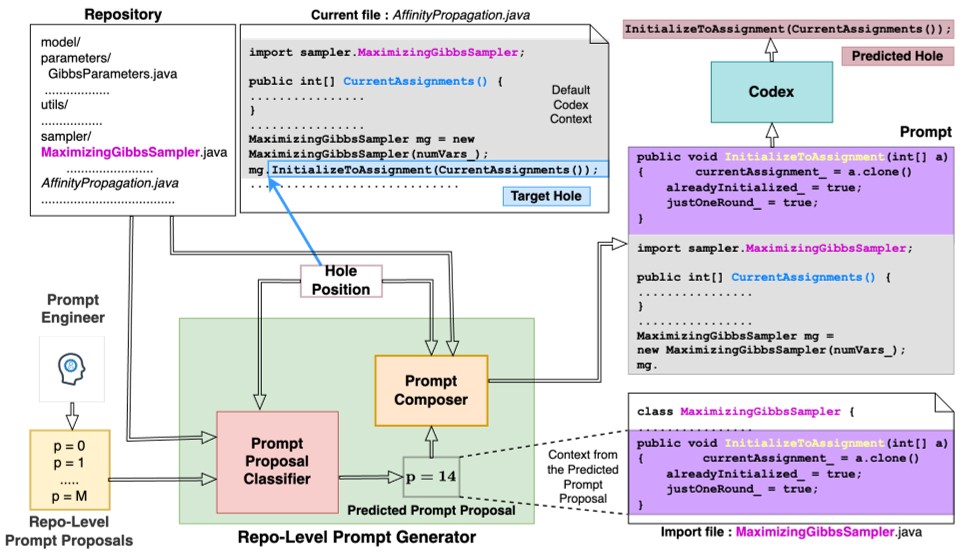 Repository
model/
parameters/
GibbsParameters.java
..................
utils/
.................
sampler/
MaximizingGibbsSampler.java
........................
AffinityPropagation.java
.....................................
Current file : AffinityPropagation.java
import sampler.MaximizingGibbsSampler;
public int[] CurrentAssignments() {
................
}
................
MaximizingGibbsSampler mg = new
MaximizingGibbsSampler(numVars_);
mg.InitializeToAssignment(CurrentAssignments());
.............................
Default
Codex
Context
Target Hole
InitializeToAssignment(CurrentAssignments());
Predicted Hole
Codex
Prompt
public void InitializeToAssignment(int[] a)
{ currentAssignment_ = a.clone()
alreadyInitialized_ = true;
justOneRound_ = true;
}
import sampler.MaximizingGibbsSampler;
public int[] CurrentAssignments() {
................
}
................
MaximizingGibbsSampler mg =
new MaximizingGibbsSampler(numVars_);
mg.
Hole
Position
Prompt
Engineer
p = 0
p = 1
.....
p = M
Repo-Level
Prompt Proposals
Prompt
Proposal
Classifier
Prompt
Composer
p = 14
Predicted Prompt Proposal
Repo-Level Prompt Generator
Context from
the Predicted
Prompt
Proposal
class MaximizingGibbsSampler {
................
public void InitializeToAssignment(int[] a)
{ currentAssignment_ = a.clone()
alreadyInitialized_ = true;
justOneRound_ = true;
}
Import file : MaximizingGibbsSampler.java